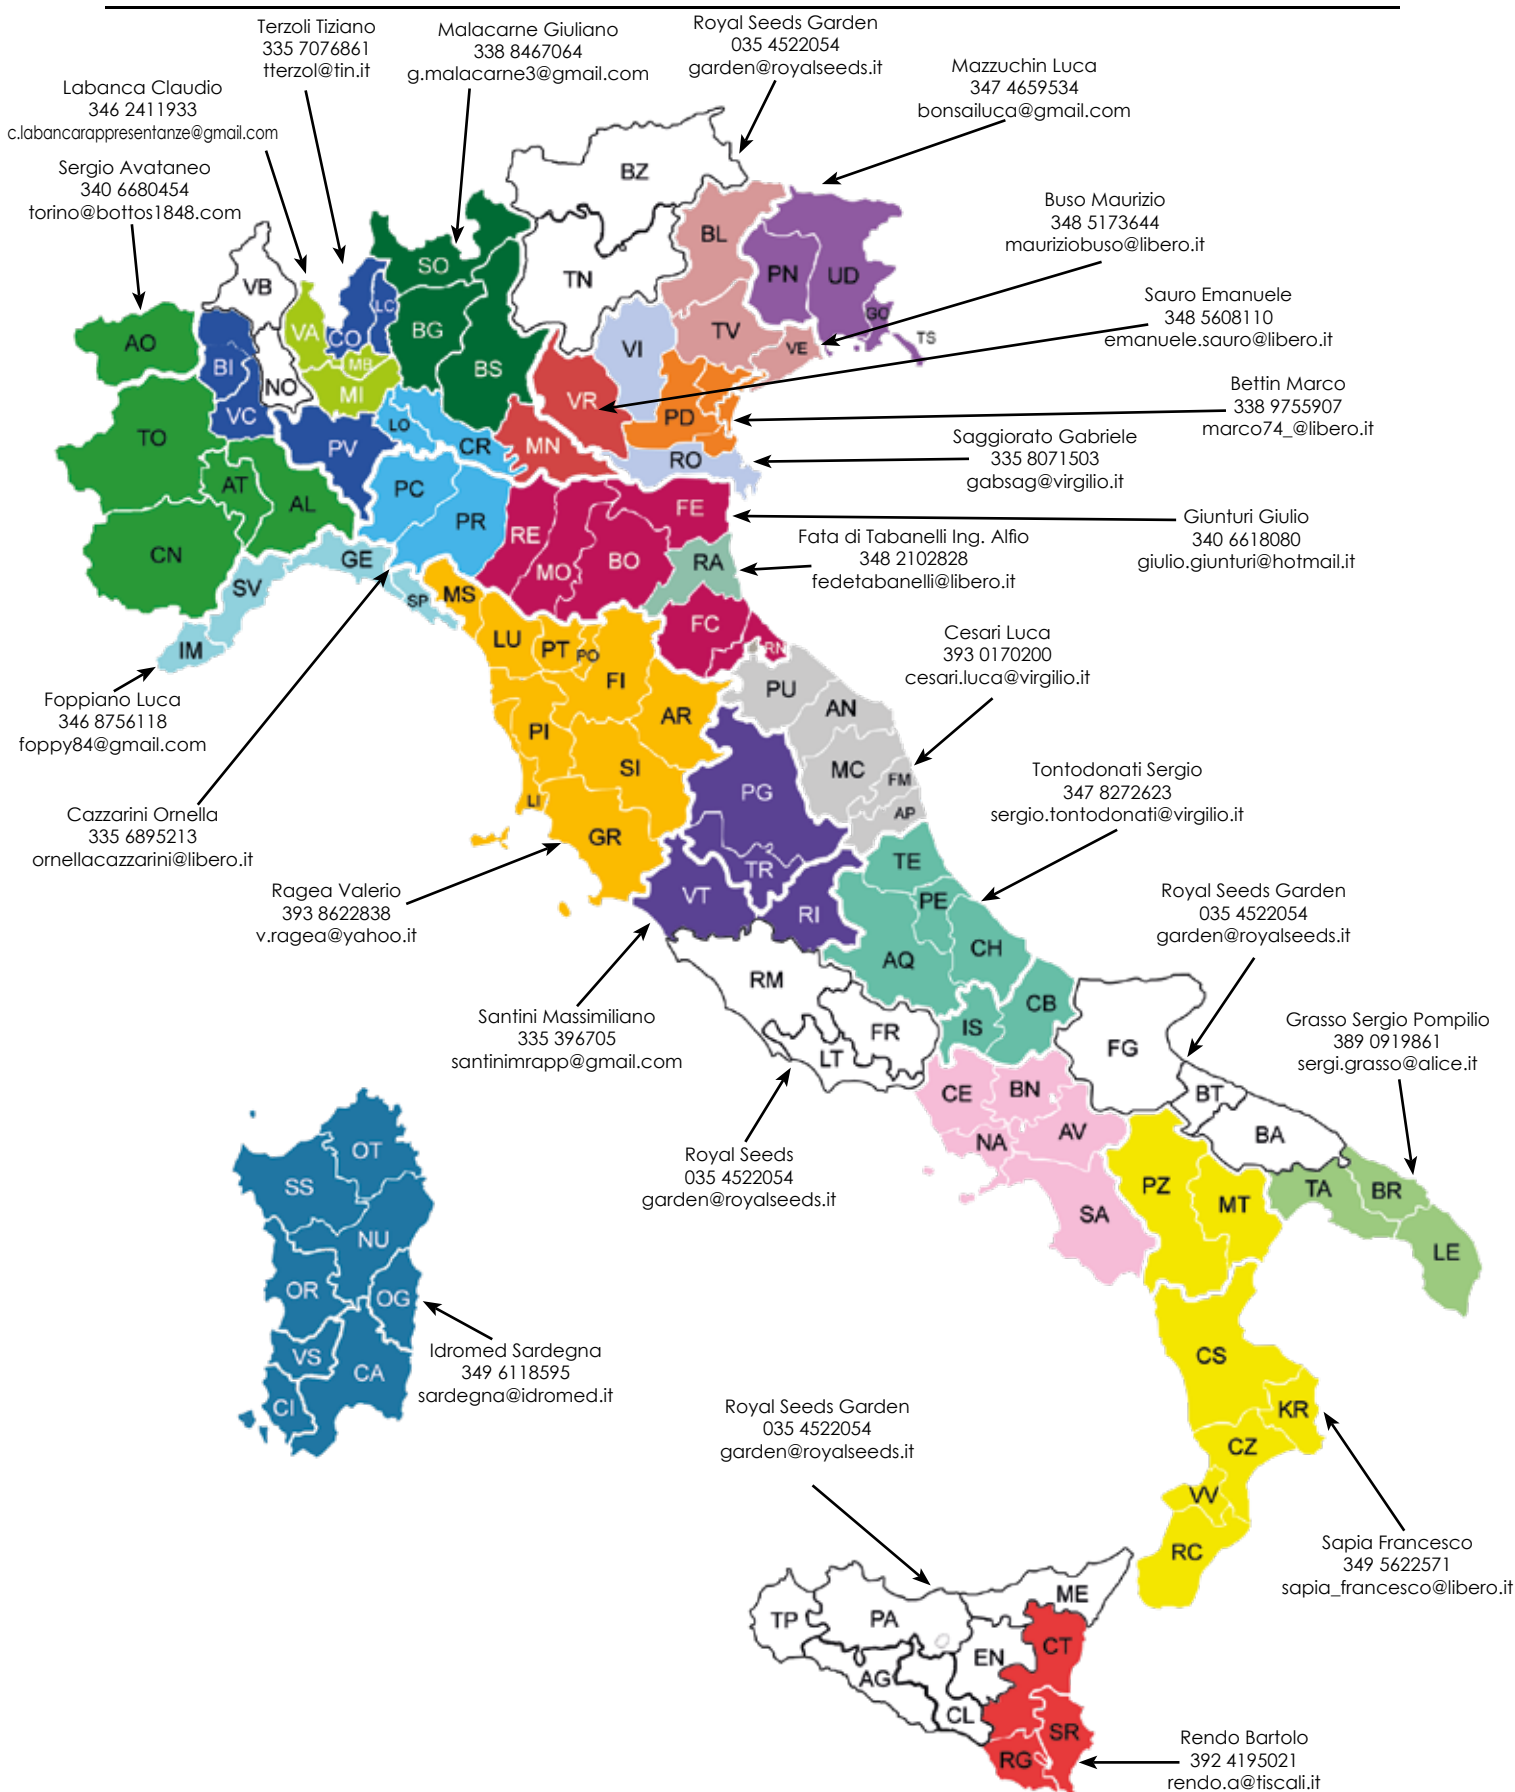 Terzoli Tiziano
335 7076861
tterzol@tin.it
Malacarne Giuliano
338 8467064
g.malacarne3@gmail.com
Royal Seeds Garden
035 4522054
garden@royalseeds.it
Mazzuchin Luca
347 4659534
bonsailuca@gmail.com
Labanca Claudio
346 2411933
c.labancarappresentanze@gmail.com
Sergio Avataneo
340 6680454
torino@bottos1848.com
Buso Maurizio
348 5173644
mauriziobuso@libero.it
Sauro Emanuele
348 5608110
emanuele.sauro@libero.it
Bettin Marco
338 9755907
marco74_@libero.it
Saggiorato Gabriele
335 8071503
gabsag@virgilio.it
Giunturi Giulio
340 6618080
giulio.giunturi@hotmail.it
Fata di Tabanelli Ing. Alfio
348 2102828
fedetabanelli@libero.it
Cesari Luca
393 0170200
cesari.luca@virgilio.it
Foppiano Luca
346 8756118
foppy84@gmail.com
Cazzarini Ornella
335 6895213
ornellacazzarini@libero.it
Tontodonati Sergio
347 8272623
sergio.tontodonati@virgilio.it
Ragea Valerio
393 8622838
v.ragea@yahoo.it
Royal Seeds Garden
035 4522054
garden@royalseeds.it
Santini Massimiliano
335 396705
santinimrapp@gmail.com
Grasso Sergio Pompilio
389 0919861
sergi.grasso@alice.it
Royal Seeds
035 4522054
garden@royalseeds.it
Idromed Sardegna
349 6118595
sardegna@idromed.it
Royal Seeds Garden
035 4522054
garden@royalseeds.it
Sapia Francesco
349 5622571
sapia_francesco@libero.it
Rendo Bartolo
392 4195021
rendo.a@tiscali.it
BZ
TN
BL
PN
UD
GO
TS
TV
VE
VI
VR
PD
RO
SO
BG
BS
LC
CO
VA
MB
MI
LO
CR
MN
PV
VB
NO
BI
VC
AO
TO
AT
AL
CN
IM
SV
GE
SP
PC
PR
RE
MO
BO
FE
RA
FC
RN
MS
LU
PT
PO
FI
PI
AR
SI
LI
GR
PU
AN
MC
FM
AP
PG
TR
VT
RI
TE
PE
AQ
CH
IS
CB
RM
FR
LT
CE
BN
NA
AV
SA
FG
BT
BA
PZ
MT
TA
BR
LE
CS
KR
CZ
VV
RC
OT
SS
NU
OR
OG
VS
CA
CI
ME
TP
PA
EN
CT
AG
CL
SR
RG